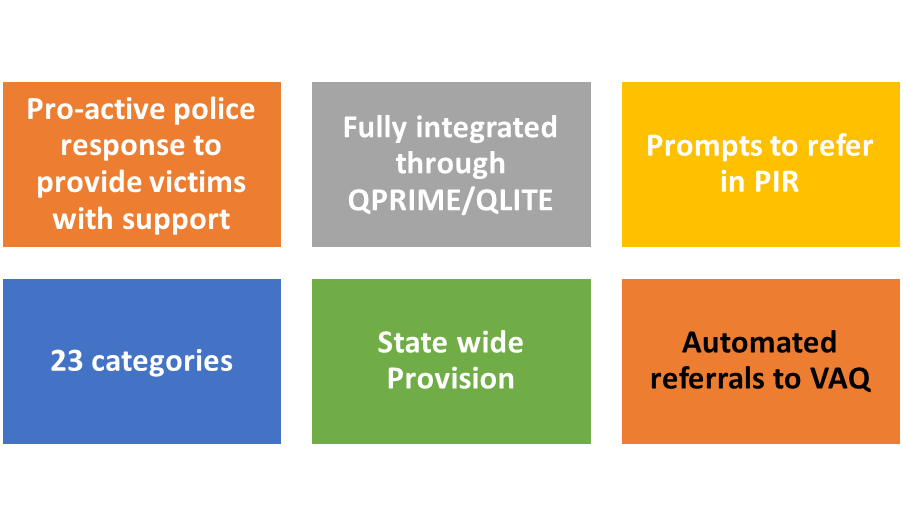 Pro-active police
response to
provide victims
with support
Fully integrated
through
QPRIME/QLITE
Prompts to refer
in PIR
23 categories
State wide
Provision
Automated
referrals to VAQ